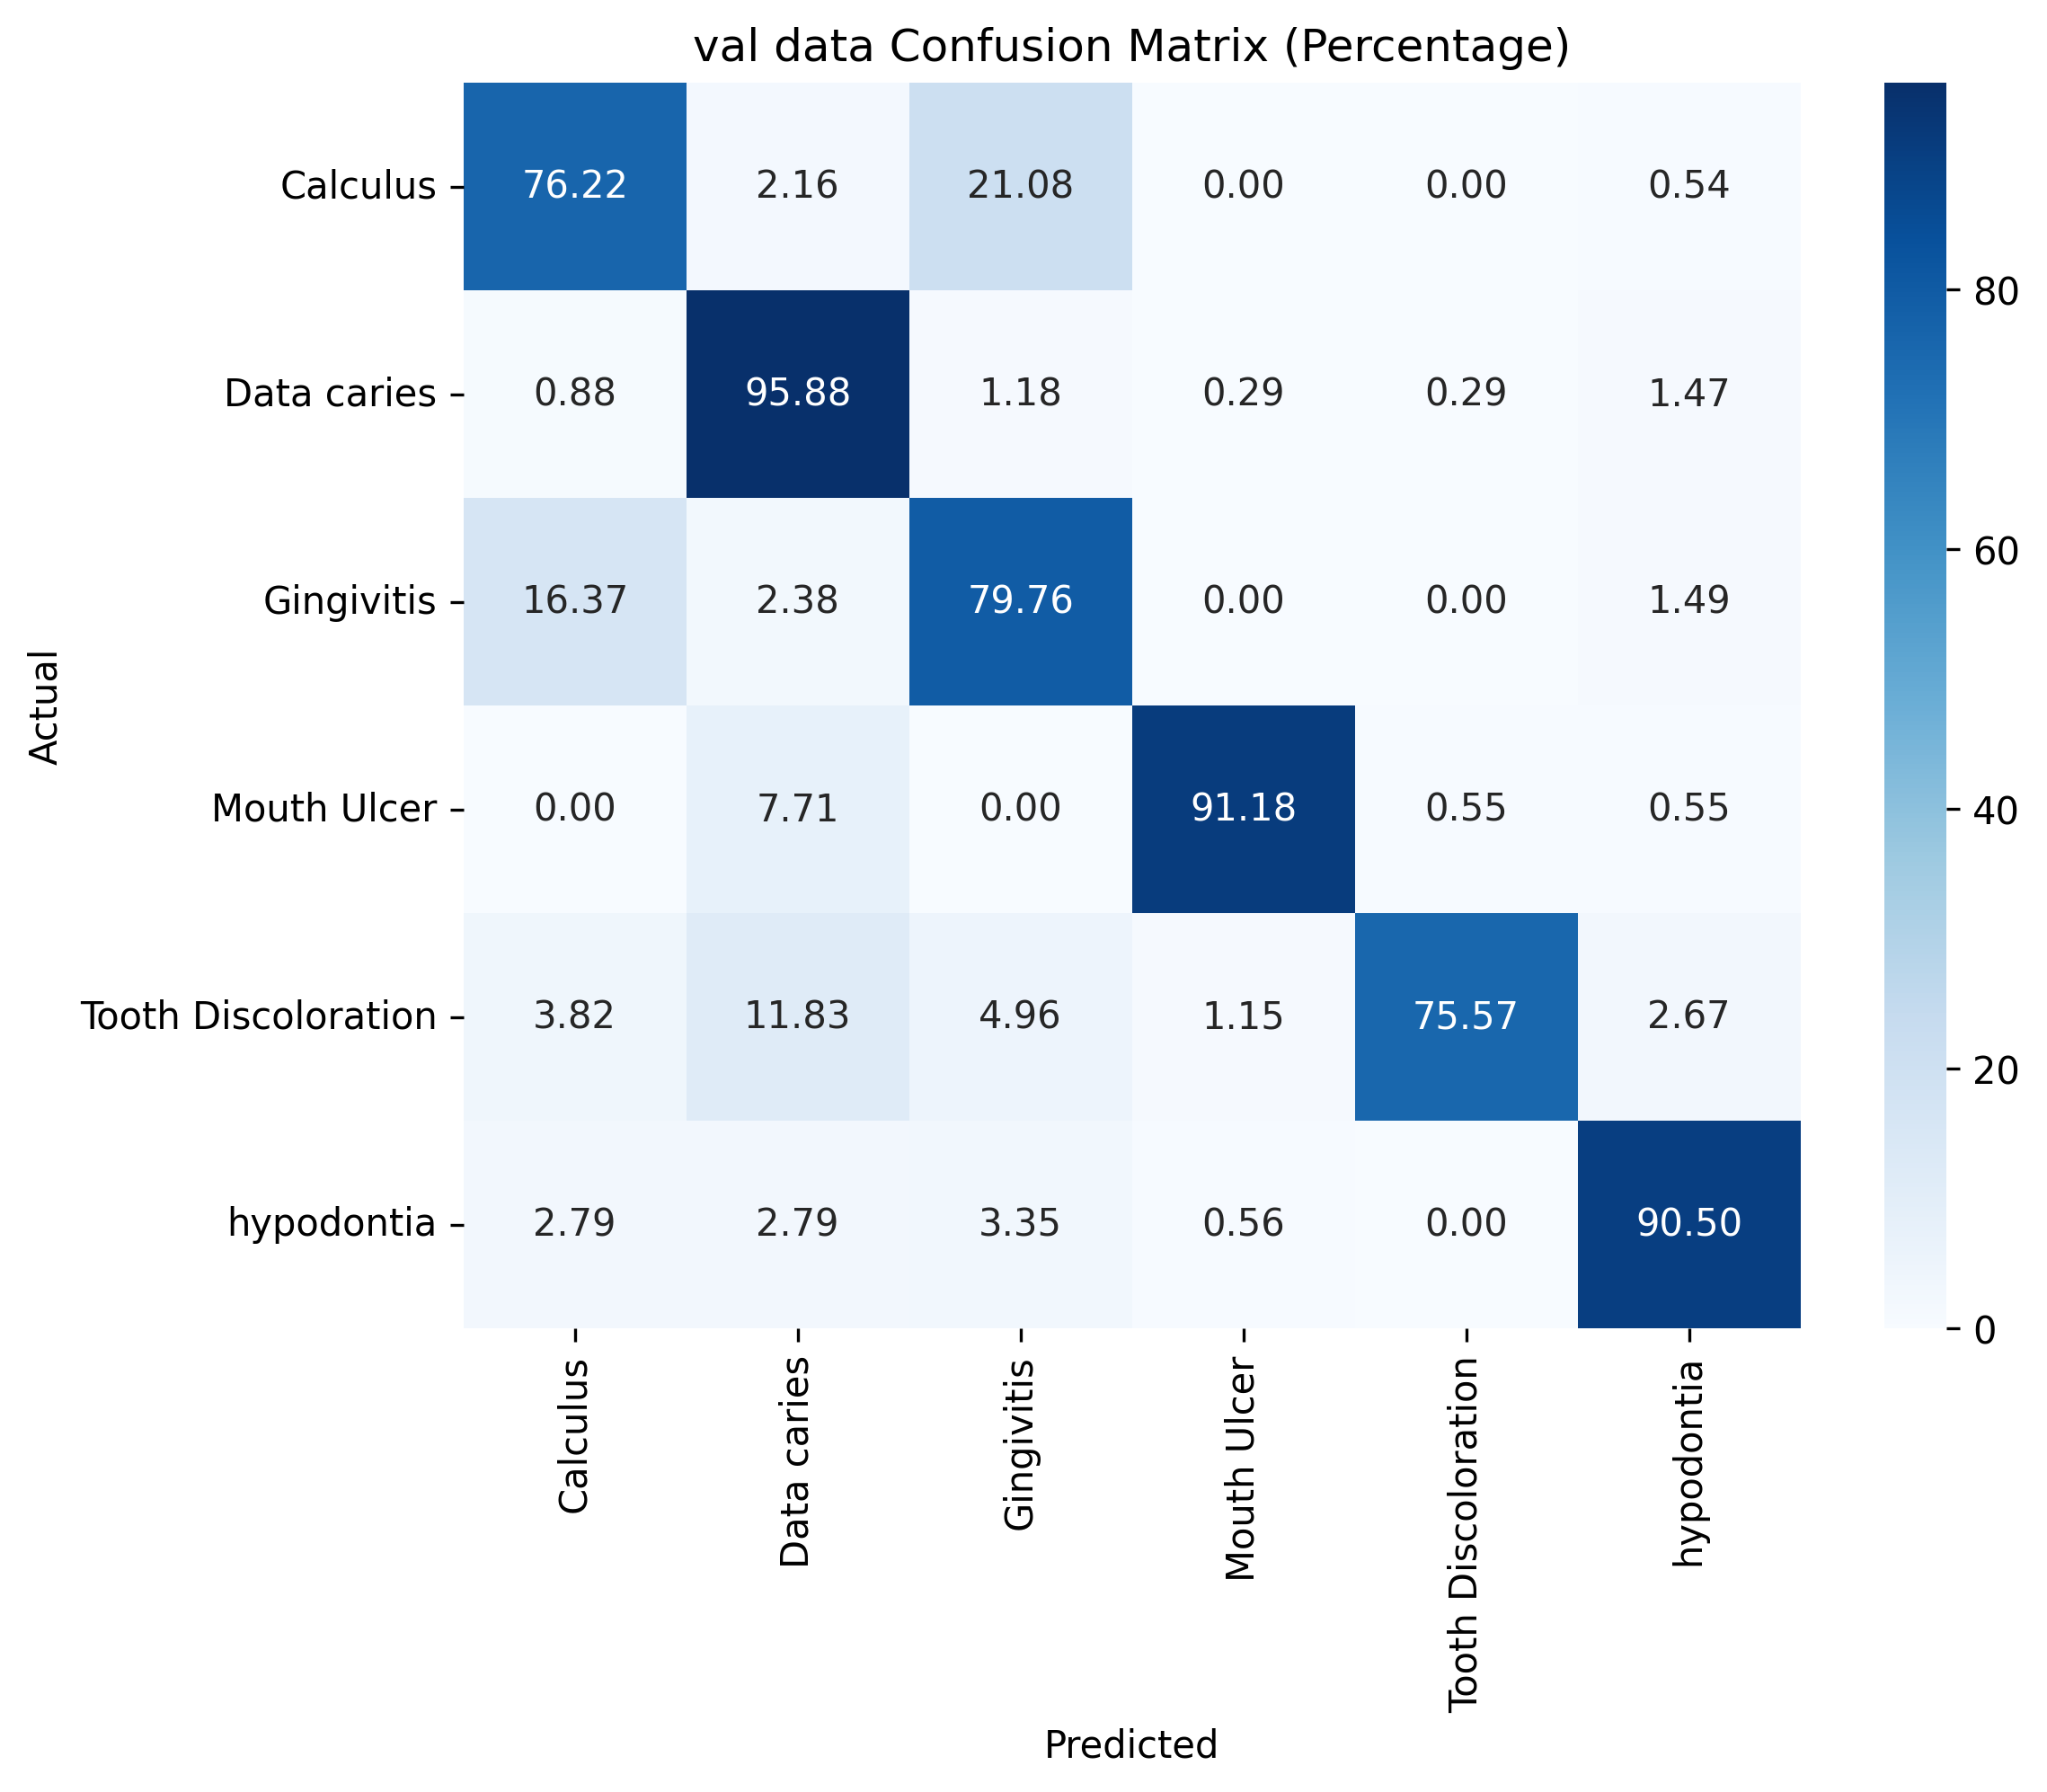 val data Confusion Matrix (Percentage)
Calculus 76.22 2.16 21.08 0.00 0.00 0.54
Data caries 0.88 95.88 1.18 0.29 0.29 1.47
Gingivitis 16.37 2.38 79.76 0.00 0.00 1.49
Mouth Ulcer 0.00 7.71 0.00 91.18 0.55 0.55
Tooth Discoloration 3.82 11.83 4.96 1.15 75.57 2.67
hypodontia 2.79 2.79 3.35 0.56 0.00 90.50
Actual
Calculus
Data caries
Gingivitis
Mouth Ulcer
Tooth Discoloration
hypodontia
Predicted
80
60
40
20
0